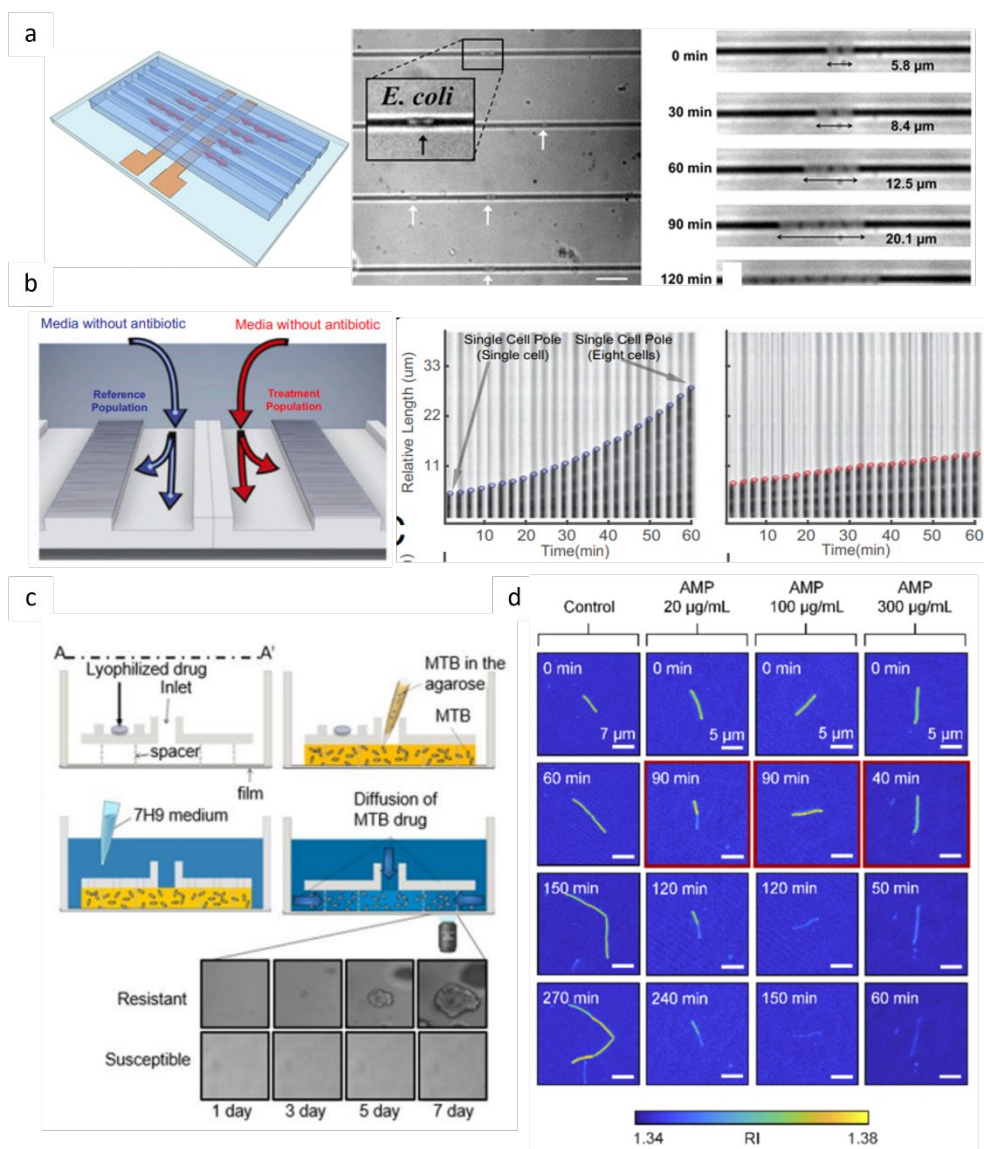 a
E. coli
0 min
5.8 µm
30 min
8.4 µm
60 min
12.5 µm
90 min
20.1 µm
120 min
b
Media without antibiotic
Media without antibiotic
Reference
Population
Treatment
Population
Relative Length (um)
33
22
11
Single Cell Pole
(Single cell)
Single Cell Pole
(Eight cells)
10 20 30 40 50 60
Time(min)
10 20 30 40 50 60
Time(min)
c
A
A'
Lyophilized drug
Inlet
spacer
film
MTB in the
agarose
MTB
7H9 medium
Diffusion of
MTB drug
Resistant
Susceptible
1 day 3 day 5 day 7 day
d
Control
AMP
20 µg/mL
AMP
100 µg/mL
AMP
300 µg/mL
0 min 0 min 0 min 0 min
7 µm 5 µm 5 µm 5 µm
60 min 90 min 90 min 40 min
150 min 120 min 120 min 50 min
270 min 240 min 150 min 60 min
1.34 RI 1.38